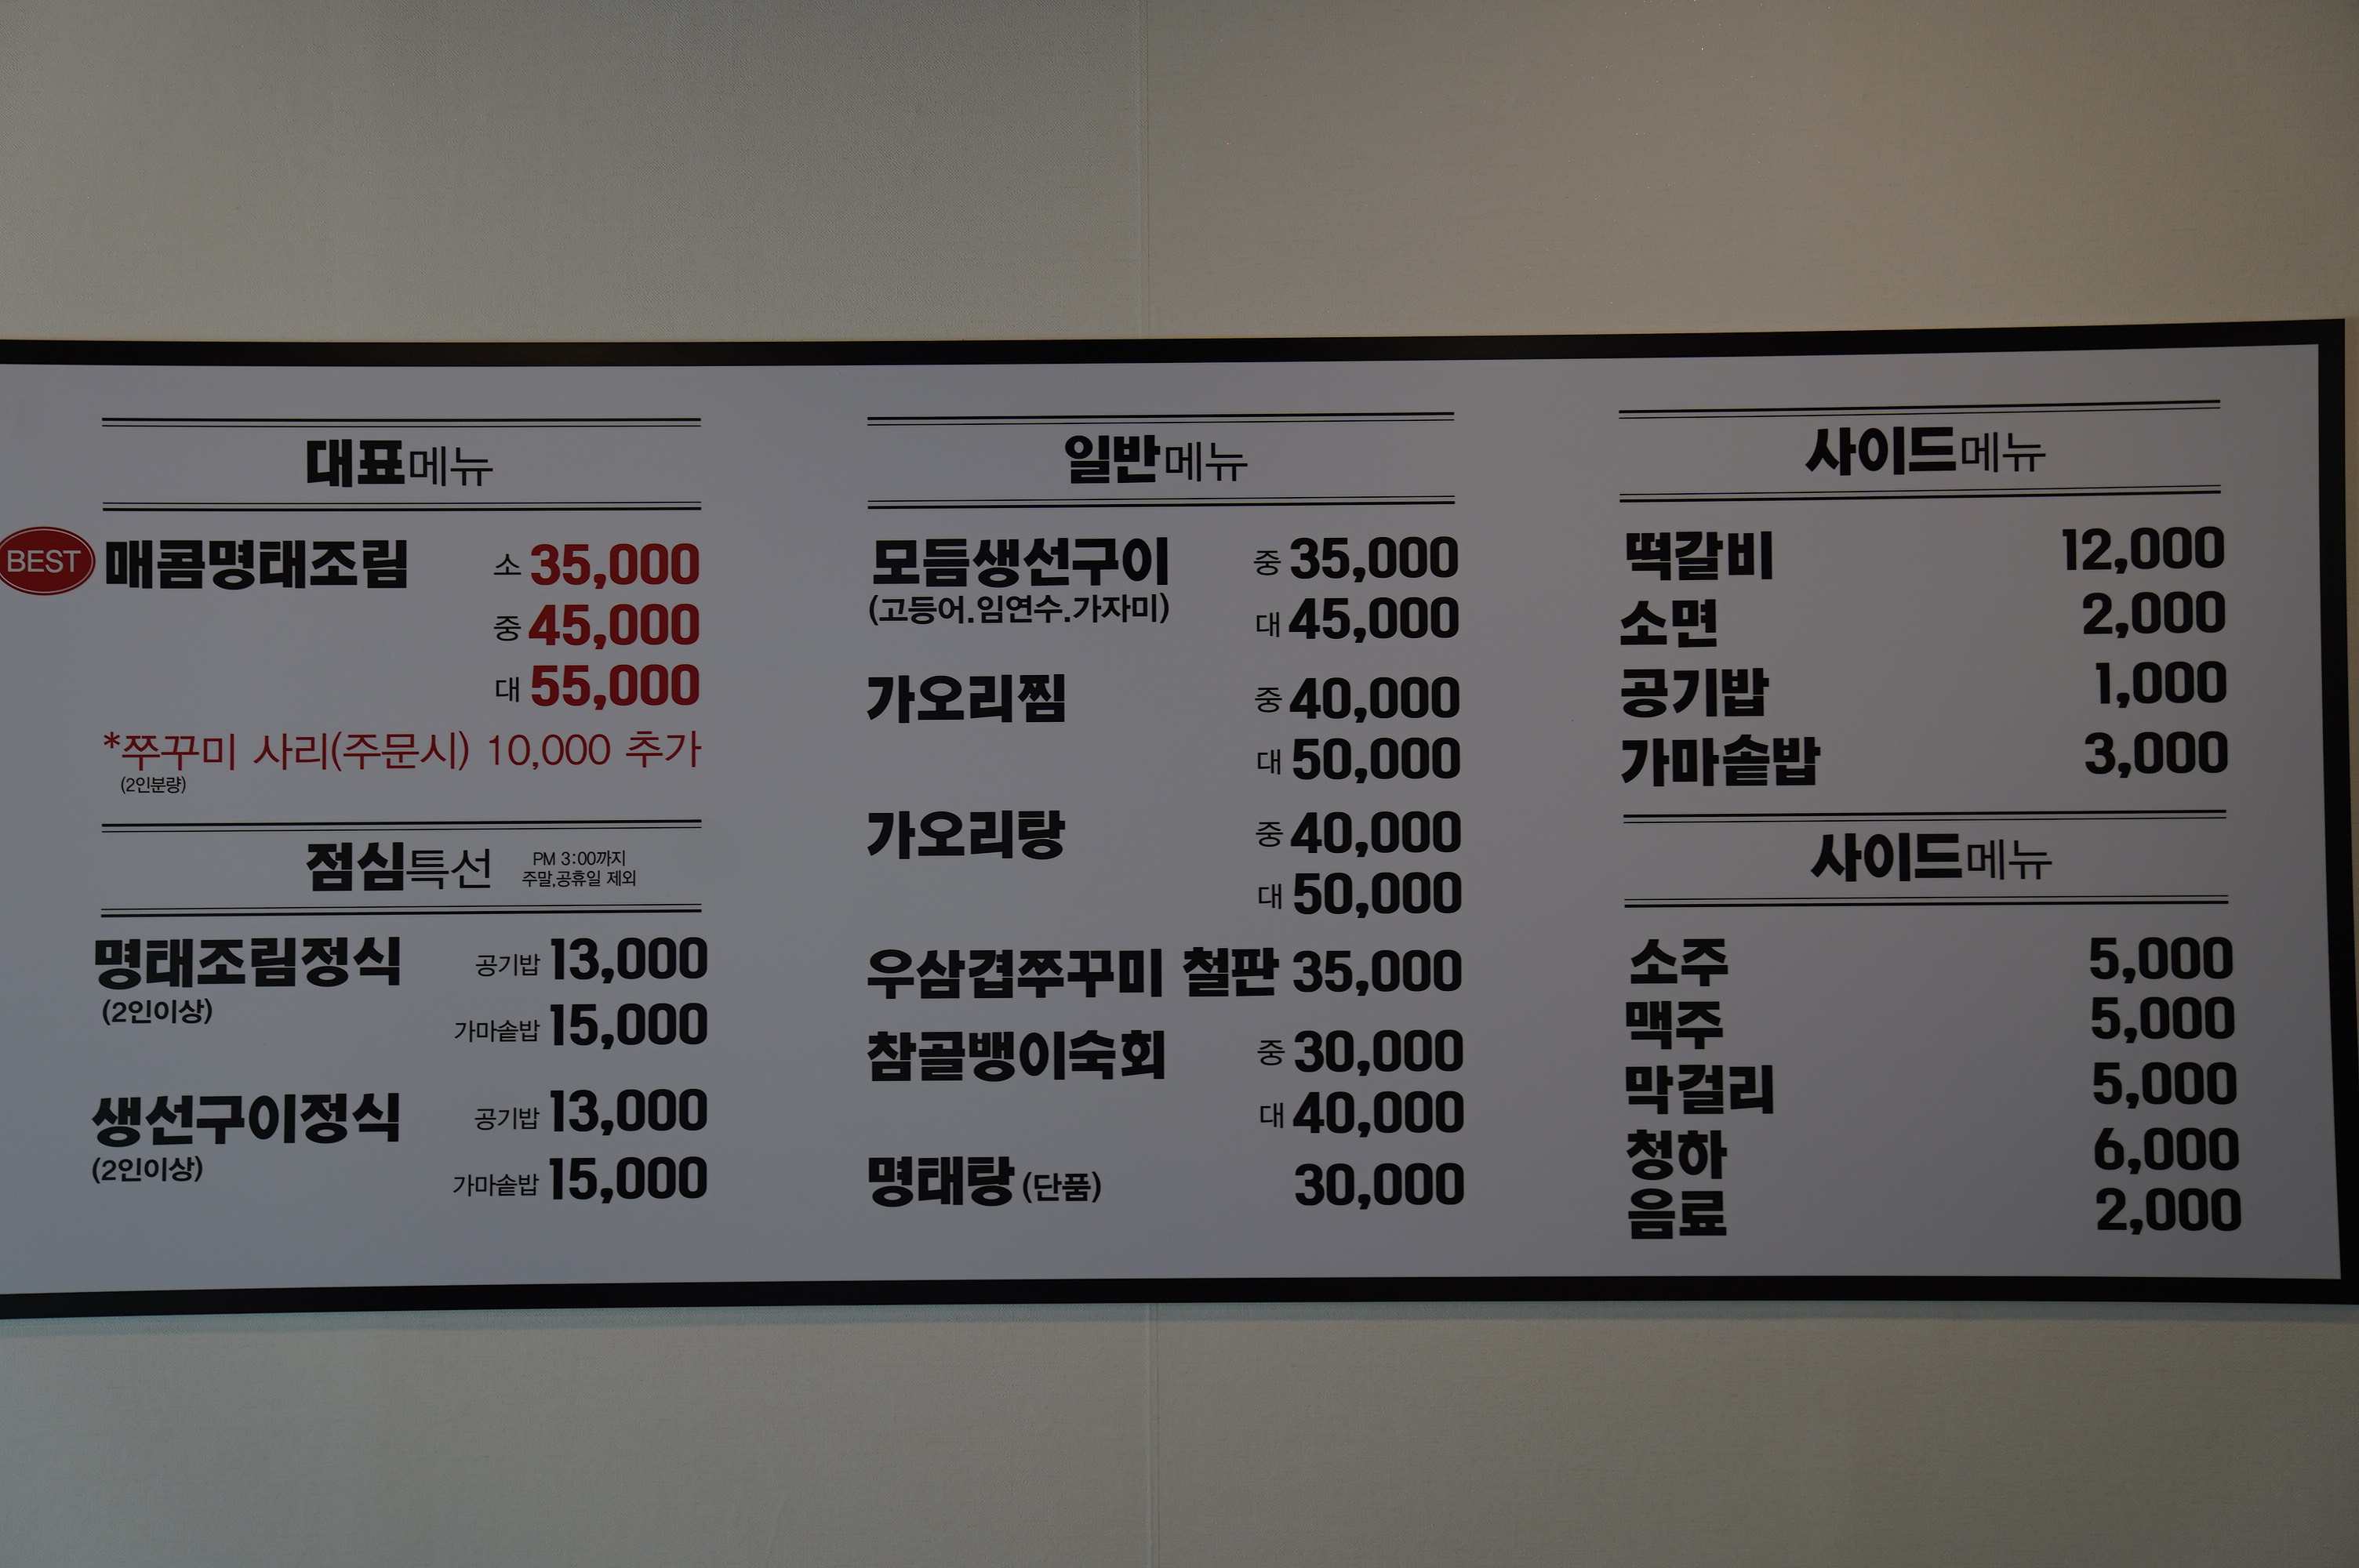 대표메뉴
BEST 매콤명태조림 소 35,000
중 45,000
대 55,000
*쭈꾸미 사리(주문시) 10,000 추가
(2인분량)
점심특선 PM 3:00까지
주말,공휴일 제외
명태조림정식 공기밥 13,000
(2인이상) 가마솥밥 15,000
생선구이정식 공기밥 13,000
(2인이상) 가마솥밥 15,000
일반메뉴
모듬생선구이 중 35,000
(고등어.임연수.가자미) 대 45,000
가오리찜 중 40,000
대 50,000
가오리탕 중 40,000
대 50,000
우삼겹쭈꾸미 철판 35,000
참골뱅이숙회 중 30,000
대 40,000
명태탕(단품) 30,000
사이드메뉴
떡갈비 12,000
소면 2,000
공기밥 1,000
가마솥밥 3,000
사이드메뉴
소주 5,000
맥주 5,000
막걸리 5,000
청하 6,000
음료 2,000